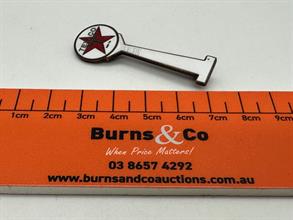 TEXACO
1cm 2cm 3cm 4cm 5cm 6cm 7cm 8cm 9cm
Burns & Co
When Price Matters!
03 8657 4292
www.burnsandcoauctions.com.au